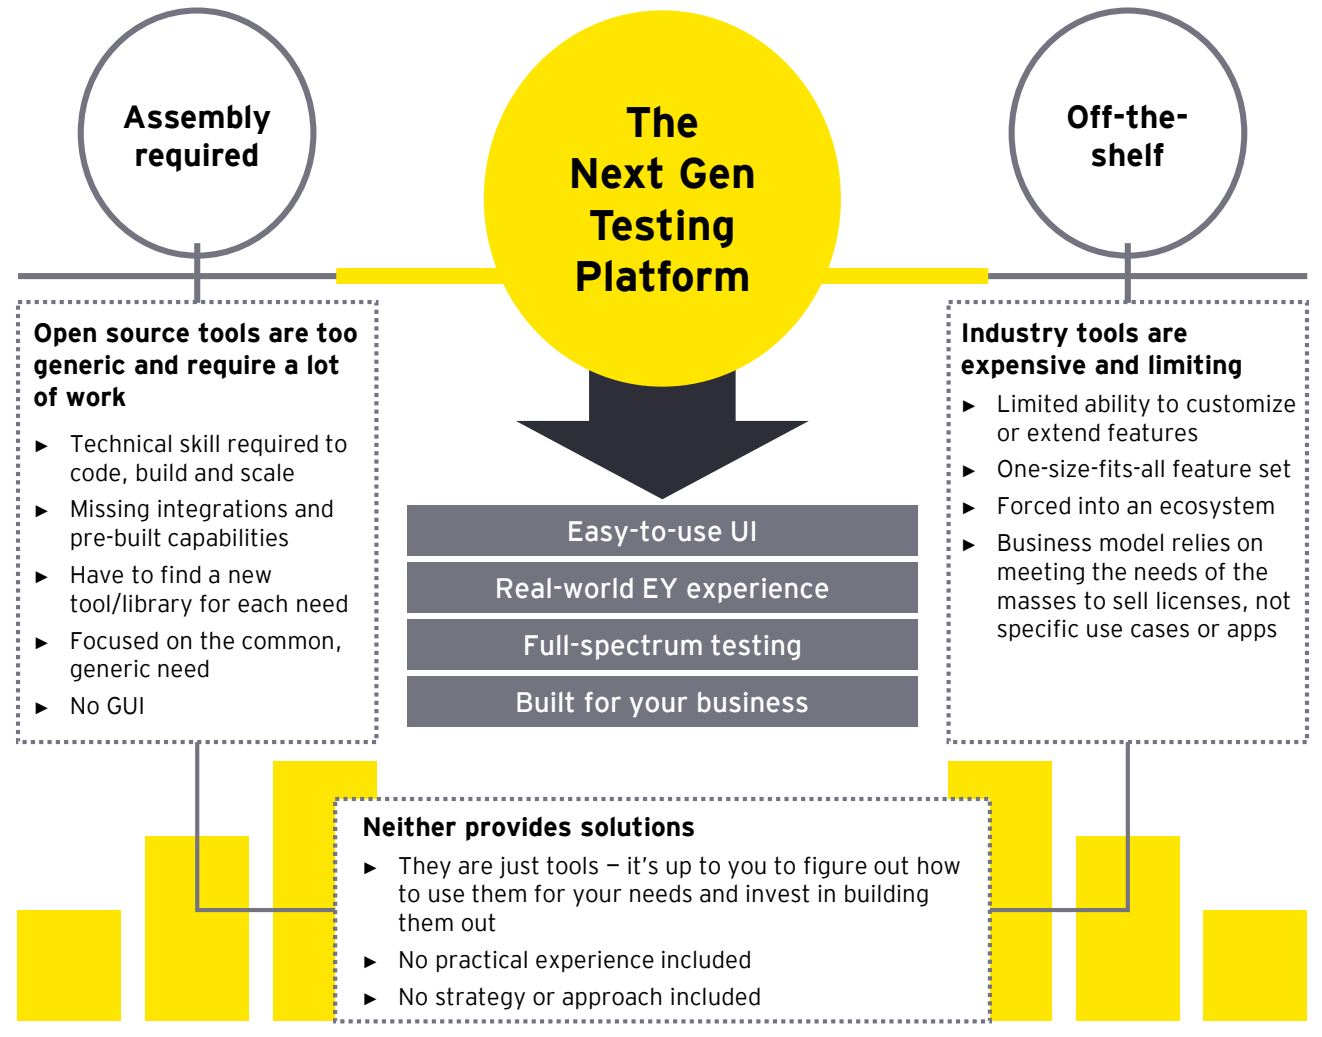 Assembly
required
The
Next Gen
Testing
Platform
Off-the-
shelf
Open source tools are too
generic and require a lot
of work
► Technical skill required to
code, build and scale
► Missing integrations and
pre-built capabilities
► Have to find a new
tool/library for each need
► Focused on the common,
generic need
► No GUI
Easy-to-use UI
Real-world EY experience
Full-spectrum testing
Built for your business
Industry tools are
expensive and limiting
► Limited ability to customize
or extend features
► One-size-fits-all feature set
► Forced into an ecosystem
► Business model relies on
meeting the needs of the
masses to sell licenses, not
specific use cases or apps
Neither provides solutions
► They are just tools – it's up to you to figure out how
to use them for your needs and invest in building
them out
► No practical experience included
► No strategy or approach included